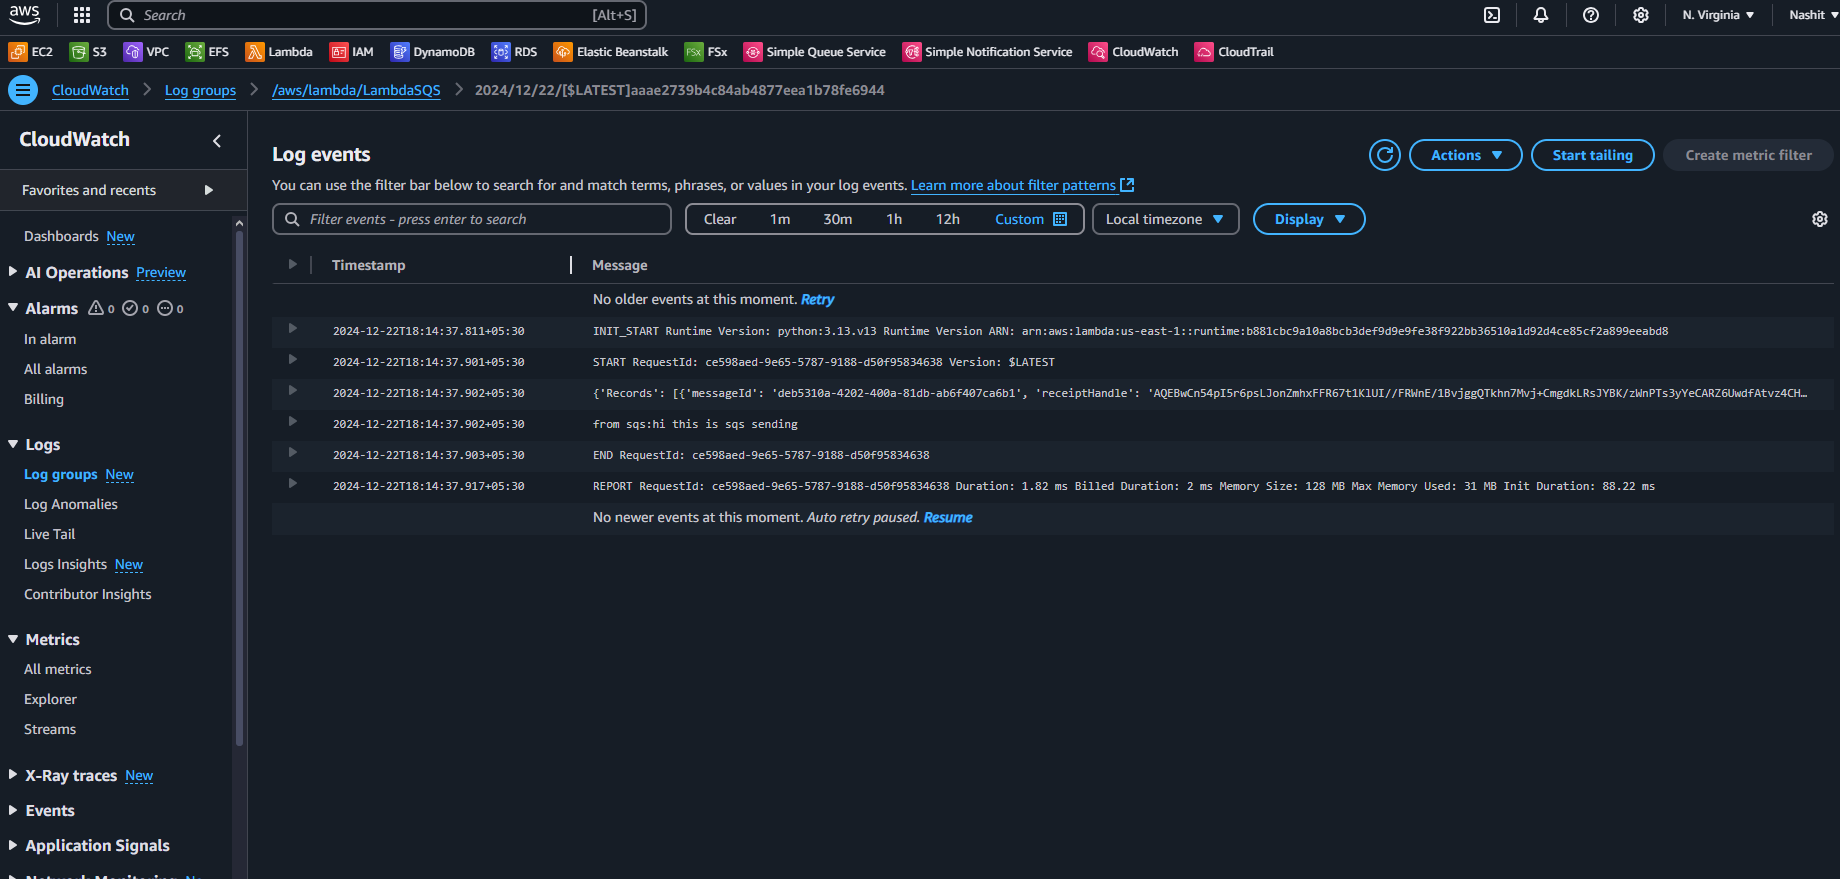 aws Search [Alt+S] N. Virginia Nashit
EC2 S3 VPC EFS Lambda IAM DynamoDB RDS Elastic Beanstalk FSx FSx Simple Queue Service Simple Notification Service CloudWatch CloudTrail
CloudWatch Log groups /aws/lambda/LambdaSQS 2024/12/22/[$LATEST]aaae2739b4c84ab4877eea1b78fe6944
CloudWatch
Favorites and recents
Dashboards New
AI Operations Preview
Alarms 0 0 0
In alarm
All alarms
Billing
Logs
Log groups New
Log Anomalies
Live Tail
Logs Insights New
Contributor Insights
Metrics
All metrics
Explorer
Streams
X-Ray traces New
Events
Application Signals
Network Monitoring
Log events
Actions Start tailing Create metric filter
You can use the filter bar below to search for and match terms, phrases, or values in your log events. Learn more about filter patterns
Filter events - press enter to search Clear 1m 30m 1h 12h Custom Local timezone Display
Timestamp Message
No older events at this moment. Retry
2024-12-22T18:14:37.811+05:30 INIT_START Runtime Version: python:3.13.v13 Runtime Version ARN: arn:aws:lambda:us-east-1::runtime:b881cbc9a10a8bcb3def9d9e9fe38f922bb36510a1d92d4ce85cf2a899eeabd8
2024-12-22T18:14:37.901+05:30 START RequestId: ce598aed-9e65-5787-9188-d50f95834638 Version: $LATEST
2024-12-22T18:14:37.902+05:30 {'Records': [{'messageId': 'deb5310a-4202-400a-81db-ab6f407ca6b1', 'receiptHandle': 'AQEBwCn54pI5r6psLJonZmhxFFR67t1KlUI//FRWnE/1BvjggQTkhn7Mvj+CmgdkLRsJYBK/zWnPTs3yYeCARZ6UwdfAtvz4CH…
2024-12-22T18:14:37.902+05:30 from sqs:hi this is sqs sending
2024-12-22T18:14:37.903+05:30 END RequestId: ce598aed-9e65-5787-9188-d50f95834638
2024-12-22T18:14:37.917+05:30 REPORT RequestId: ce598aed-9e65-5787-9188-d50f95834638 Duration: 1.82 ms Billed Duration: 2 ms Memory Size: 128 MB Max Memory Used: 31 MB Init Duration: 88.22 ms
No newer events at this moment. Auto retry paused. Resume